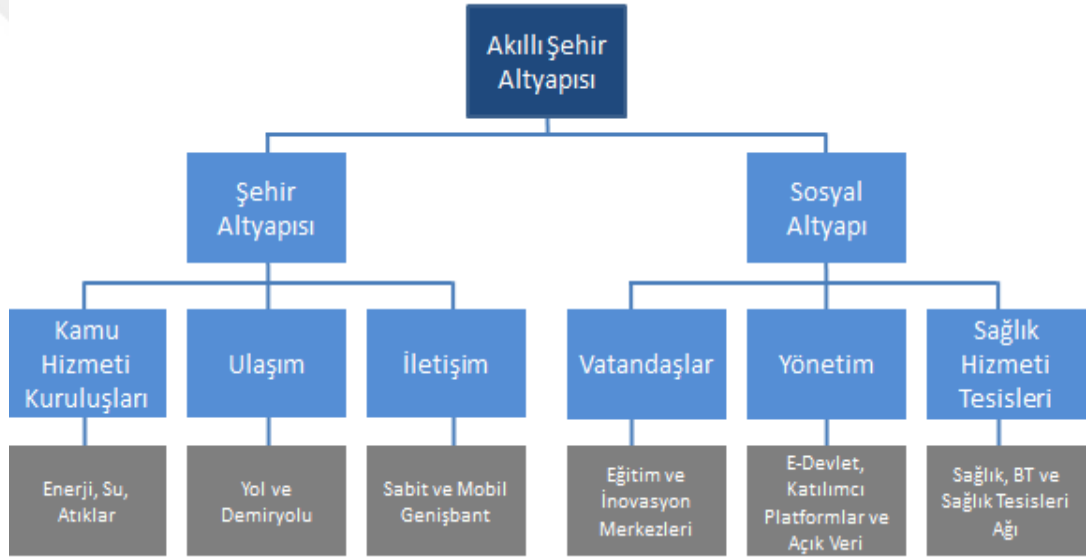 Akıllı Şehir
Altyapısı
Şehir
Altyapısı
Sosyal
Altyapı
Kamu
Hizmeti
Kuruluşları
Ulaşım
İletişim
Vatandaşlar
Yönetim
Sağlık
Hizmeti
Tesisleri
Enerji, Su,
Atıklar
Yol ve
Demiryolu
Sabit ve Mobil
Genişbant
Eğitim ve
İnovasyon
Merkezleri
E-Devlet,
Katılımcı
Platformlar ve
Açık Veri
Sağlık, BT ve
Sağlık Tesisleri
Ağı